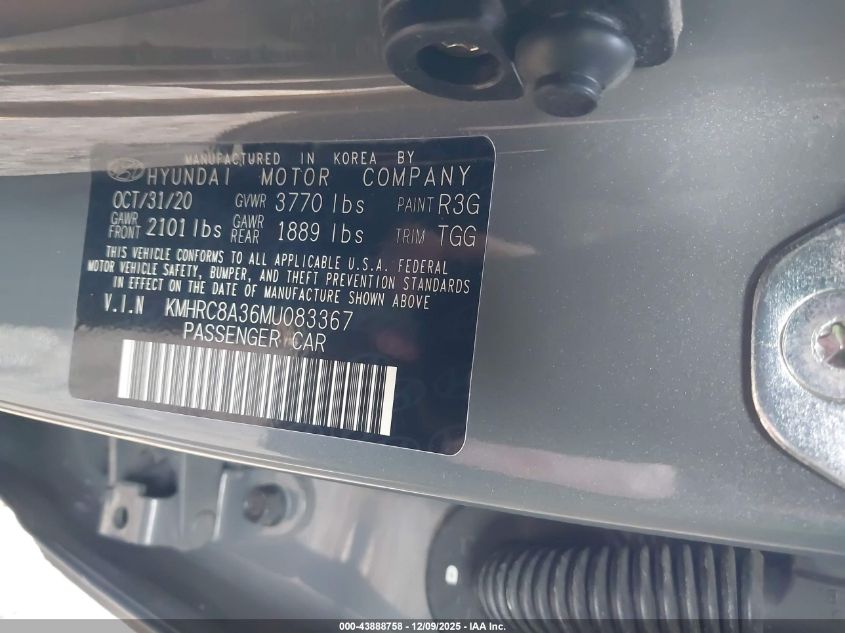 MANUFACTURED IN KOREA BY
HYUNDAI MOTOR COMPANY
OCT/31/20 GVWR 3770 lbs PAINT R3G
GAWR FRONT 2101 lbs GAWR REAR 1889 lbs TRIM TGG
THIS VEHICLE CONFORMS TO ALL APPLICABLE U.S.A. FEDERAL
MOTOR VEHICLE SAFETY, BUMPER, AND THEFT PREVENTION STANDARDS
IN EFFECT ON THE DATE OF MANUFACTURE SHOWN ABOVE
V.I.N KMHRC8A36MU083367
PASSENGER CAR
000-43888758 - 12/09/2025 - IAA Inc.